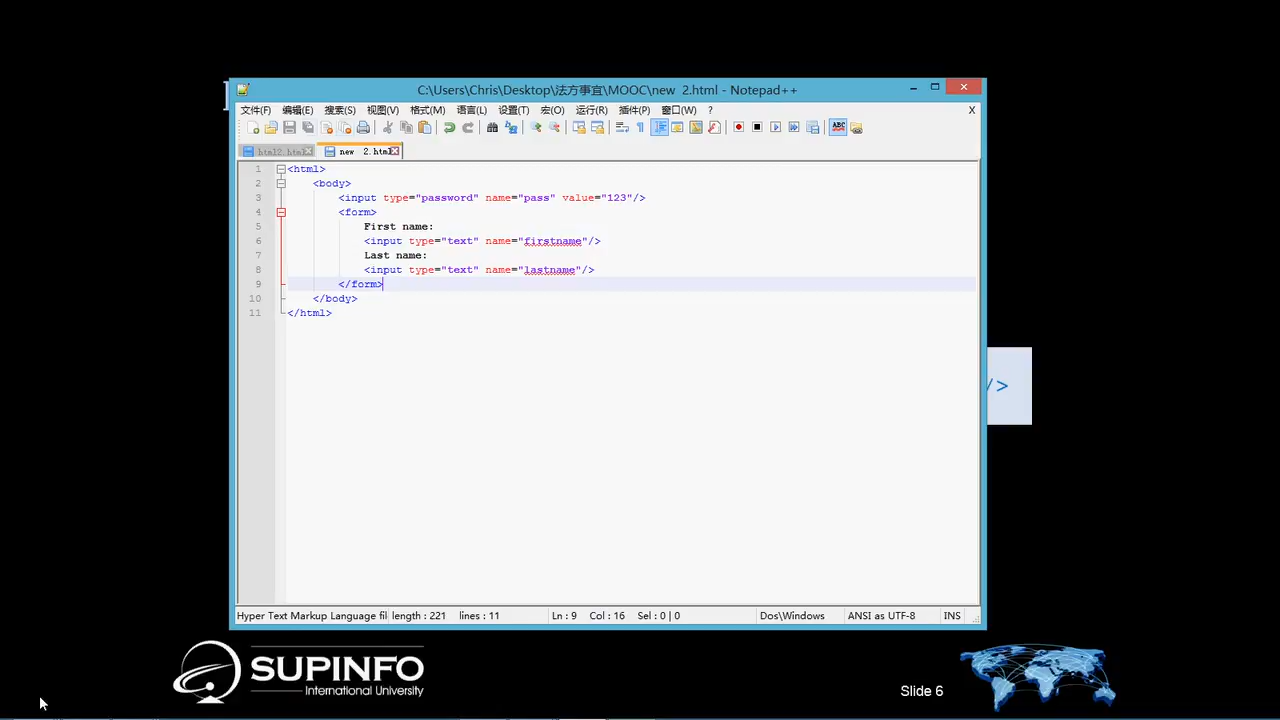 C:\Users\Chris\Desktop\法方事宜\MOOC\new 2.html - Notepad++
文件(F) 编辑(E) 搜索(S) 视图(V) 格式(M) 语言(L) 设置(T) 宏(O) 运行(R) 插件(P) 窗口(W) ? X
ABC
html2.html new 2.html
1 <html>
2 <body>
3 <input type="password" name="pass" value="123"/>
4 <form>
5 First name:
6 <input type="text" name="firstname"/>
7 Last name:
8 <input type="text" name="lastname"/>
9 </form>
10 </body>
11 </html>
/>
Hyper Text Markup Language fil length : 221 lines : 11 Ln : 9 Col : 16 Sel : 0 | 0 Dos\Windows ANSI as UTF-8 INS
SUPINFO
International University
Slide 6